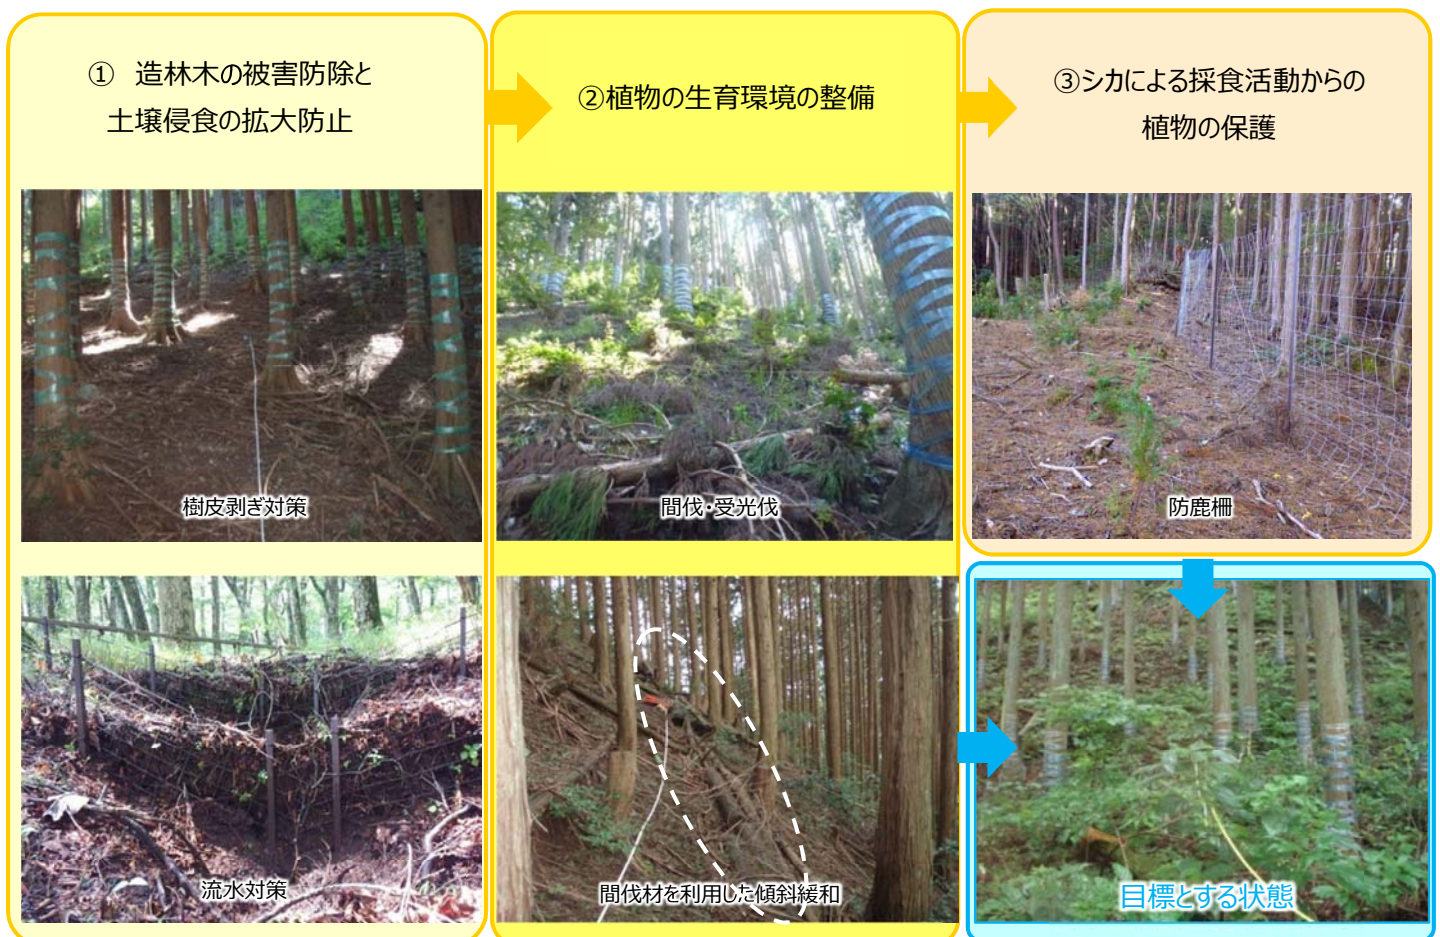 ① 造林木の被害防除と
土壌侵食の拡大防止
樹皮剥ぎ対策
流水対策
②植物の生育環境の整備
間伐・受光伐
間伐材を利用した傾斜緩和
③シカによる採食活動からの
植物の保護
防鹿柵
目標とする状態